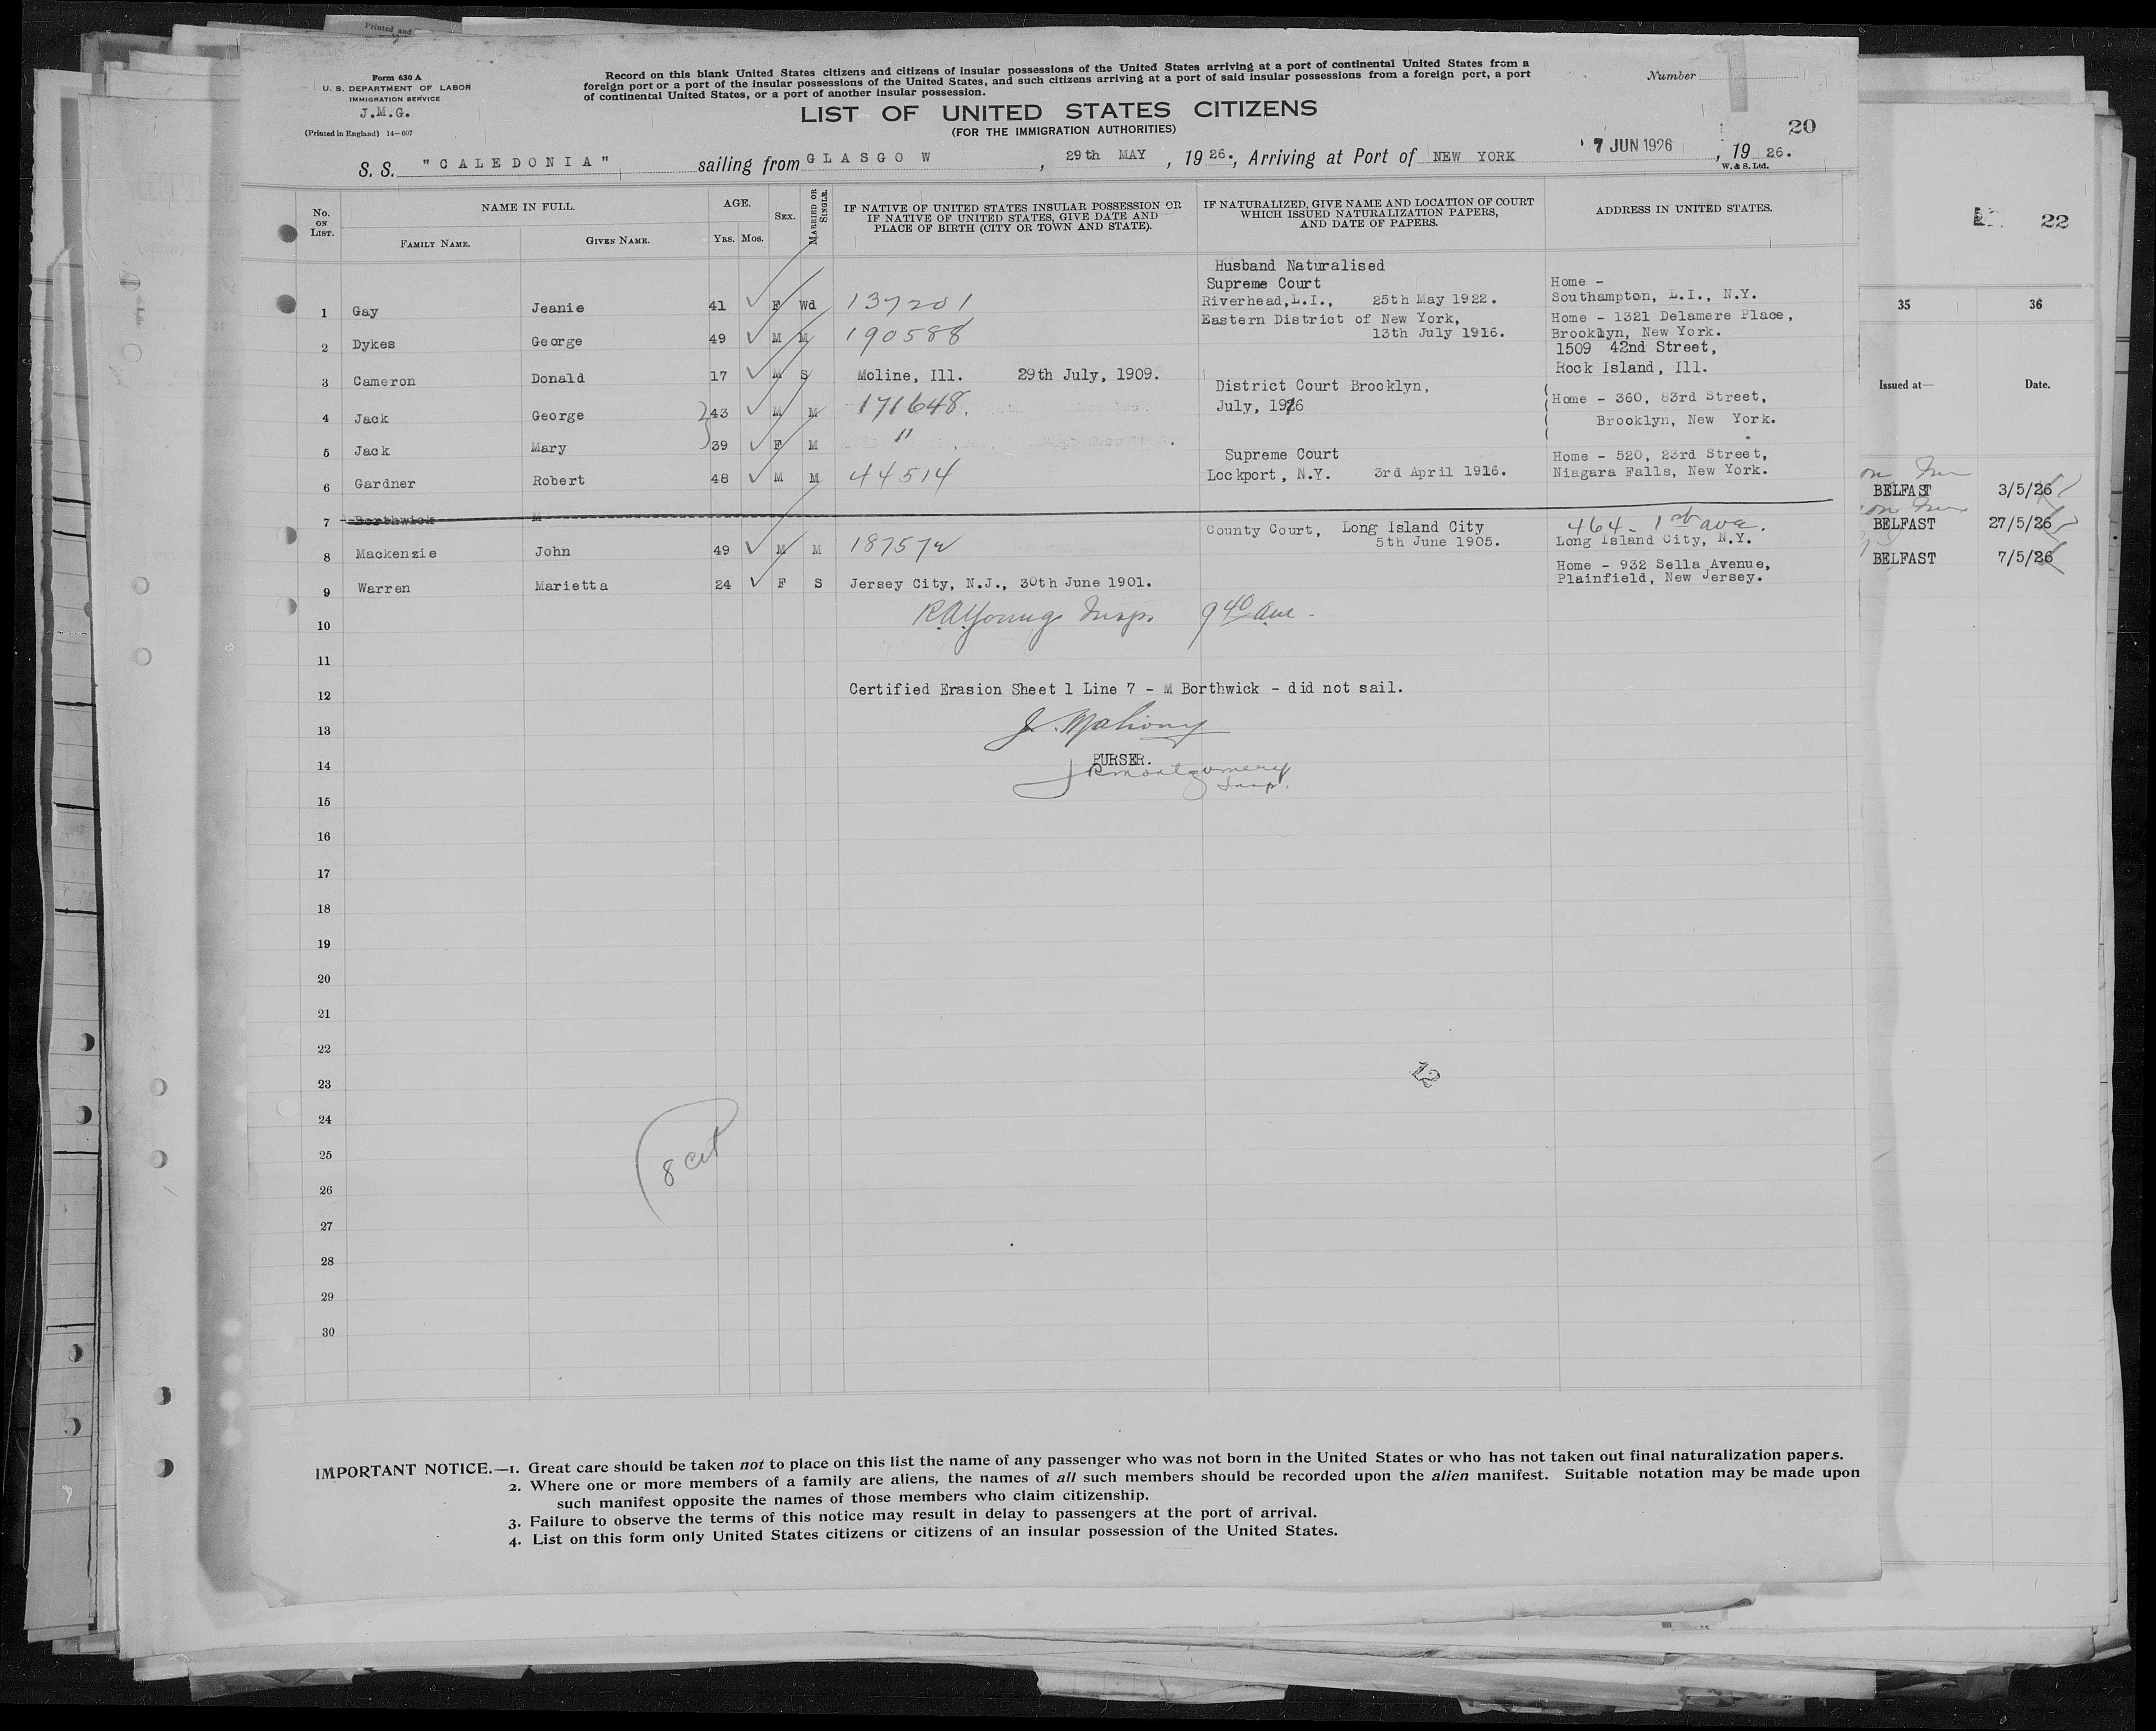 Printed and
Form 630 A
U. S. DEPARTMENT OF LABOR
IMMIGRATION SERVICE
J.M.G.
(Printed in England) 14-607
Record on this blank United States citizens and citizens of insular possessions of the United States arriving at a port of continental United States from a
foreign port or a port of the insular possessions of the United States, and such citizens arriving at a port of said insular possessions from a foreign port, a port
of continental United States, or a port of another insular possession.
Number
LIST OF UNITED STATES CITIZENS
(FOR THE IMMIGRATION AUTHORITIES)
20
S. S. "CALEDONIA" sailing from GLASGOW, 29th MAY, 1926., Arriving at Port of NEW YORK 7 JUN 1926, 1926.
W. & S. Ltd.
No. ON LIST. NAME IN FULL. AGE. SEX. MARRIED OR SINGLE. IF NATIVE OF UNITED STATES INSULAR POSSESSION OR IF NATIVE OF UNITED STATES, GIVE DATE AND PLACE OF BIRTH (CITY OR TOWN AND STATE). IF NATURALIZED, GIVE NAME AND LOCATION OF COURT WHICH ISSUED NATURALIZATION PAPERS, AND DATE OF PAPERS. ADDRESS IN UNITED STATES.
FAMILY NAME. GIVEN NAME. YRS. MOS.
Husband Naturalised
Supreme Court Home -
1 Gay Jeanie 41 F Wd 137201 Riverhead, L.I., 25th May 1922. Southampton, L.I., N.Y.
Eastern District of New York, Home - 1321 Delamere Place,
2 Dykes George 49 M M 190588 13th July 1916. Brooklyn, New York.
1509 42nd Street,
3 Cameron Donald 17 M S Moline, Ill. 29th July, 1909. Rock Island, Ill.
District Court Brooklyn,
4 Jack George 43 M M 171648. July, 1916 Home - 360, 83rd Street,
Brooklyn, New York.
5 Jack Mary 39 F M "
Supreme Court Home - 520, 23rd Street,
6 Gardner Robert 48 M M 44514 Lockport, N.Y. 3rd April 1916. Niagara Falls, New York.
7 Borthwick M
County Court, Long Island City 464 - 1st Ave.
8 Mackenzie John 49 M M 5th June 1905. Long Island City, N.Y.
Home - 932 Sella Avenue,
9 Warren Marietta 24 F S Jersey City, N.J., 30th June 1901. Plainfield, New Jersey.
10 R.A. Young Insp. 9 40
11
12 Certified Erasion Sheet 1 Line 7 - M Borthwick - did not sail.
13 J. Mahony
14 PURSER.
Montgomery
Insp.
15
16
17
18
19
20
21
22
23
24
25
26
27
28
29
30
12
8 cit
22
35 36
Issued at— Date.
BELFAST 3/5/26
BELFAST 27/5/26
BELFAST 7/5/26
IMPORTANT NOTICE.—1. Great care should be taken not to place on this list the name of any passenger who was not born in the United States or who has not taken out final naturalization papers.
2. Where one or more members of a family are aliens, the names of all such members should be recorded upon the alien manifest. Suitable notation may be made upon
such manifest opposite the names of those members who claim citizenship.
3. Failure to observe the terms of this notice may result in delay to passengers at the port of arrival.
4. List on this form only United States citizens or citizens of an insular possession of the United States.